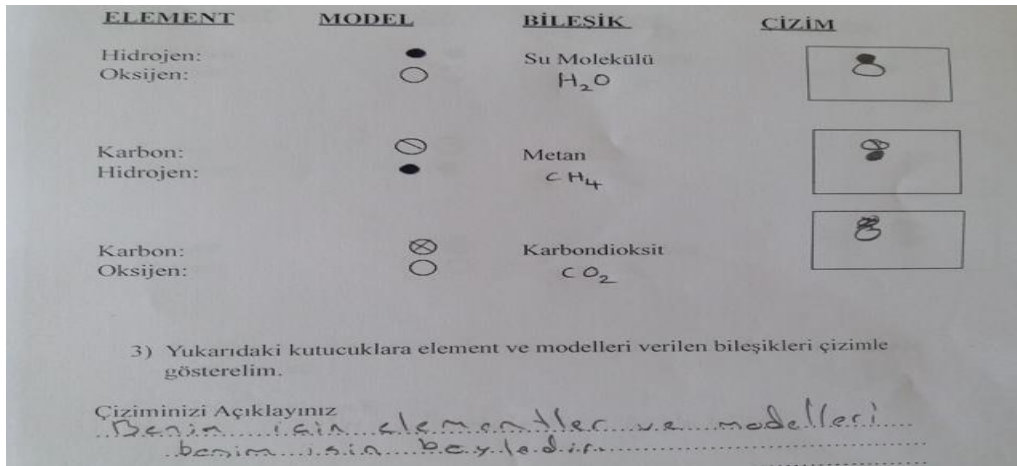 ELEMENT MODEL BİLEŞİK ÇİZİM
Hidrojen: Su Molekülü
Oksijen: H₂O
Karbon: Metan
Hidrojen: CH₄
Karbon: Karbondioksit
Oksijen: CO₂
3) Yukarıdaki kutucuklara element ve modelleri verilen bileşikleri çizimle
gösterelim.
Çiziminizi Açıklayınız
Benim için elementler ve modelleri
benim için böyledir.